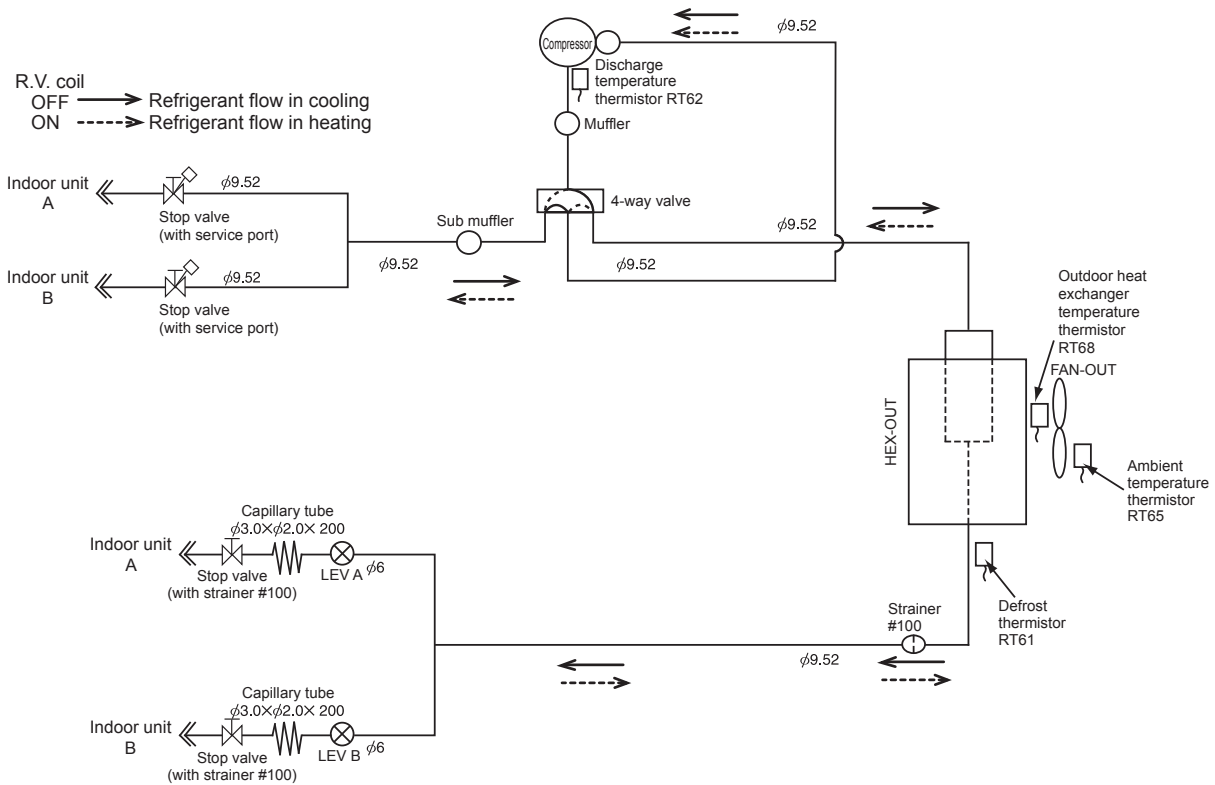 Compressor
ϕ9.52
Discharge
temperature
thermistor RT62
R.V. coil
OFF Refrigerant flow in cooling
ON Refrigerant flow in heating
Muffler
Indoor unit
A
ϕ9.52
Stop valve
(with service port)
4-way valve
Sub muffler
ϕ9.52
ϕ9.52
ϕ9.52
Indoor unit
B
ϕ9.52
Stop valve
(with service port)
Outdoor heat
exchanger
temperature
thermistor
RT68
FAN-OUT
HEX-OUT
Ambient
temperature
thermistor
RT65
Capillary tube
ϕ3.0×ϕ2.0× 200
Indoor unit
A
LEV A
ϕ6
Stop valve
(with strainer #100)
Defrost
thermistor
RT61
Strainer
#100
ϕ9.52
Capillary tube
ϕ3.0×ϕ2.0× 200
Indoor unit
B
LEV B
ϕ6
Stop valve
(with strainer #100)